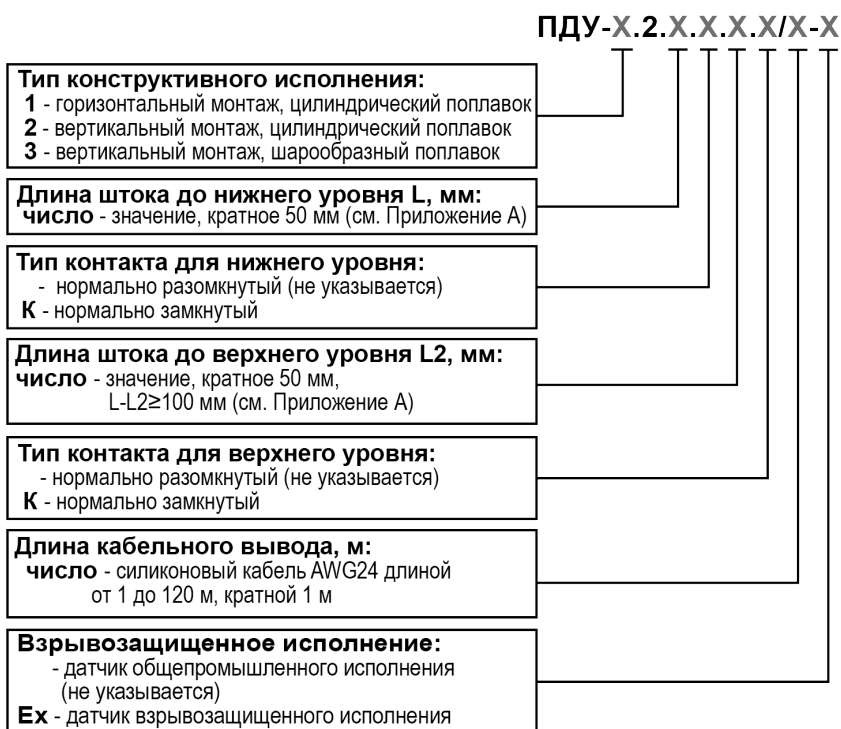 ПДУ-Х.2.Х.Х.Х.Х/Х-Х
Тип конструктивного исполнения:
1 - горизонтальный монтаж, цилиндрический поплавок
2 - вертикальный монтаж, цилиндрический поплавок
3 - вертикальный монтаж, шарообразный поплавок
Длина штока до нижнего уровня L, мм:
число - значение, кратное 50 мм (см. Приложение А)
Тип контакта для нижнего уровня:
- нормально разомкнутый (не указывается)
К - нормально замкнутый
Длина штока до верхнего уровня L2, мм:
число - значение, кратное 50 мм,
L-L2≥100 мм (см. Приложение А)
Тип контакта для верхнего уровня:
- нормально разомкнутый (не указывается)
К - нормально замкнутый
Длина кабельного вывода, м:
число - силиконовый кабель AWG24 длиной
от 1 до 120 м, кратной 1 м
Взрывозащищенное исполнение:
- датчик общепромышленного исполнения
(не указывается)
Ex - датчик взрывозащищенного исполнения